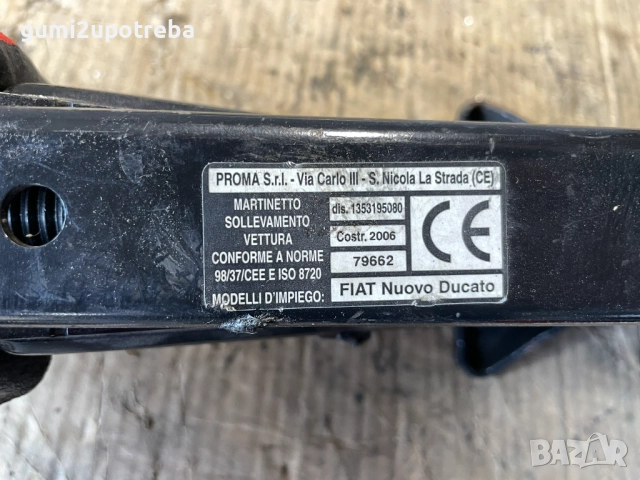 gumi2upotreba
PROMA S.r.l. - Via Carlo III - S. Nicola La Strada (CE)
MARTINETTO
SOLLEVAMENTO
VETTURA
CONFORME A NORME
98/37/CEE E ISO 8720
dis. 1353195080
Costr. 2006
79662
CE
MODELLI D'IMPIEGO:
FIAT Nuovo Ducato
BAZAR